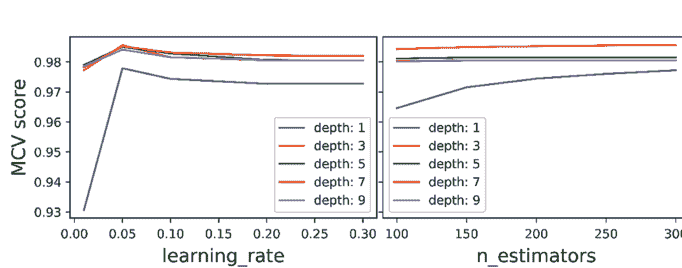 MCV score
0.98
0.97
0.96
0.95
0.94
0.93
0.00 0.05 0.10 0.15 0.20 0.25 0.30
learning_rate
depth: 1
depth: 3
depth: 5
depth: 7
depth: 9
100 150 200 250 300
n_estimators
depth: 1
depth: 3
depth: 5
depth: 7
depth: 9